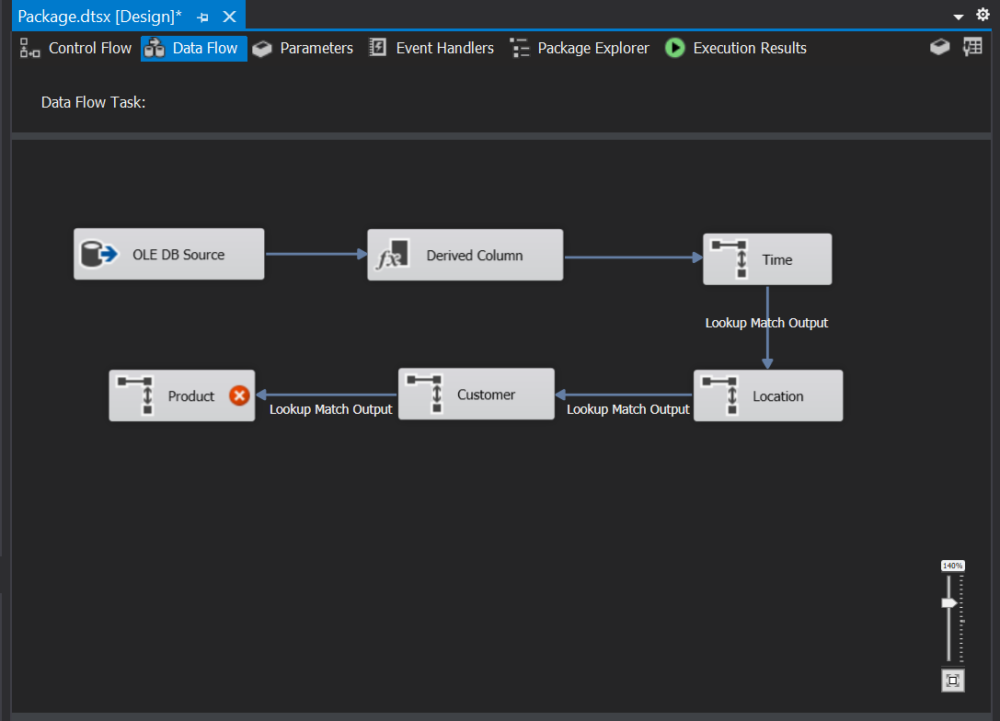 Package.dtsx [Design]*
Control Flow
Data Flow
Parameters
Event Handlers
Package Explorer
Execution Results
Data Flow Task:
OLE DB Source
fx
Derived Column
Time
Lookup Match Output
Product
Customer
Location
Lookup Match Output
Lookup Match Output
140%